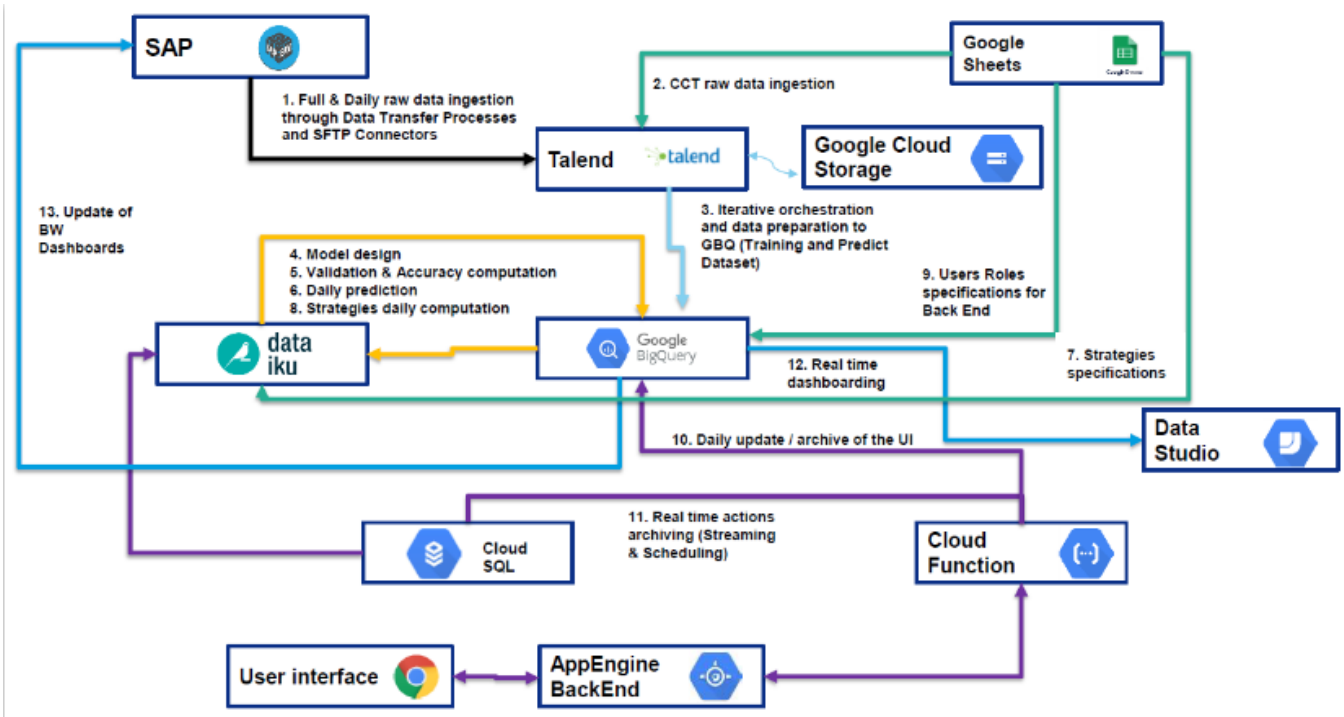 SAP
Google
Sheets
Google Drive
1. Full & Daily raw data ingestion
through Data Transfer Processes
and SFTP Connectors
2. CCT raw data ingestion
Talend
talend
Google Cloud
Storage
13. Update of
BW
Dashboards
3. Iterative orchestration
and data preparation to
GBQ (Training and Predict
Dataset)
4. Model design
5. Validation & Accuracy computation
6. Daily prediction
8. Strategies daily computation
9. Users Roles
specifications for
Back End
data
iku
Google
BigQuery
12. Real time
dashboarding
7. Strategies
specifications
10. Daily update / archive of the UI
Data
Studio
11. Real time actions
archiving (Streaming
& Scheduling)
Cloud
SQL
Cloud
Function
User interface
AppEngine
BackEnd